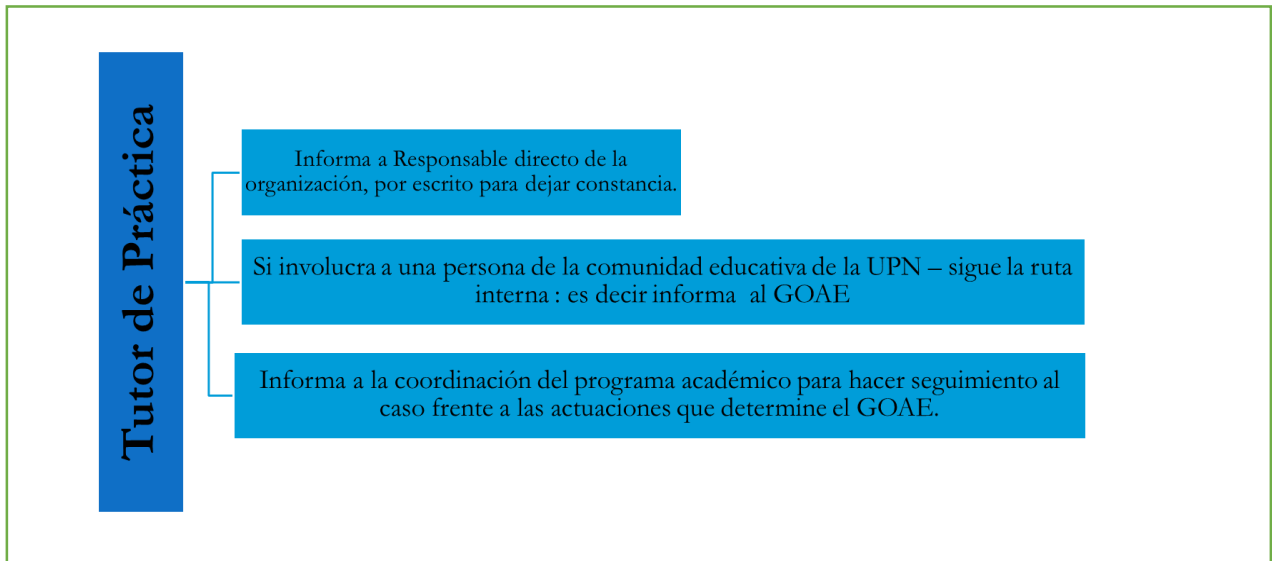 Tutor de Práctica
Informa a Responsable directo de la
organización, por escrito para dejar constancia.
Si involucra a una persona de la comunidad educativa de la UPN – sigue la ruta
interna : es decir informa al GOAE
Informa a la coordinación del programa académico para hacer seguimiento al
caso frente a las actuaciones que determine el GOAE.